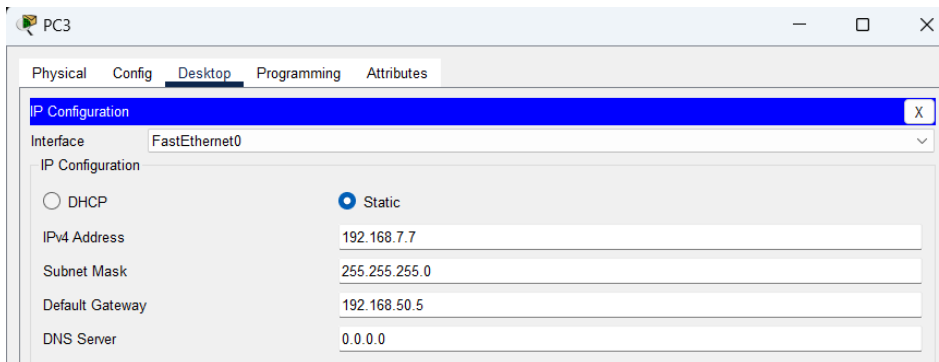 PC3
Physical Config Desktop Programming Attributes
IP Configuration X
Interface FastEthernet0
IP Configuration
DHCP Static
IPv4 Address 192.168.7.7
Subnet Mask 255.255.255.0
Default Gateway 192.168.50.5
DNS Server 0.0.0.0